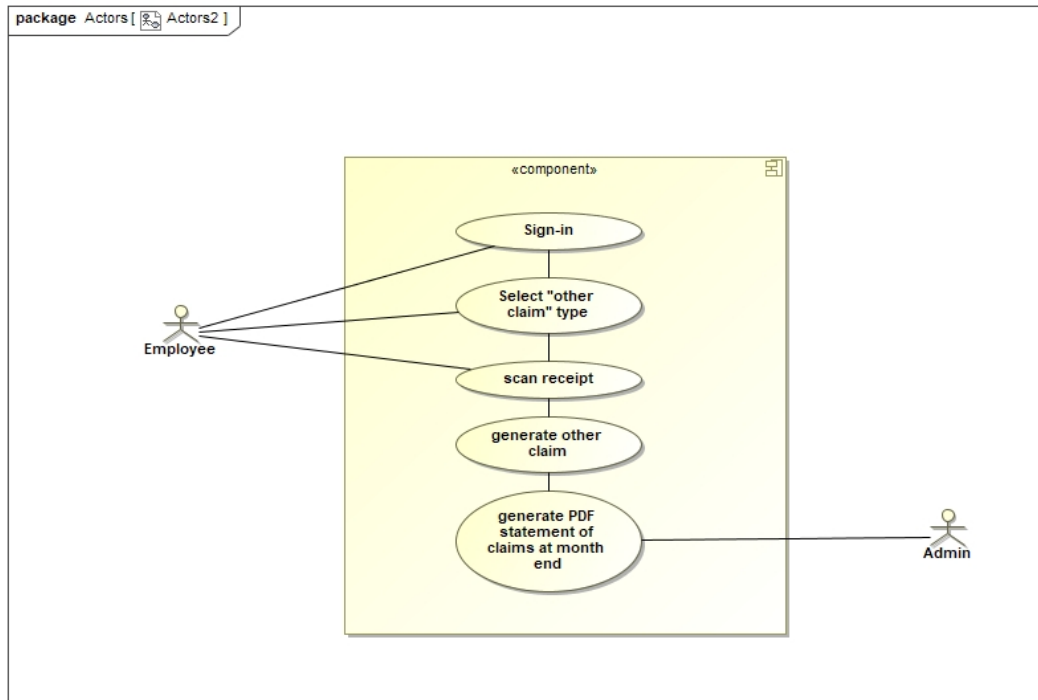 package Actors [ Actors2 ]
«component»
Sign-in
Select "other
claim" type
Employee
scan receipt
generate other
claim
generate PDF
statement of
claims at month
end
Admin